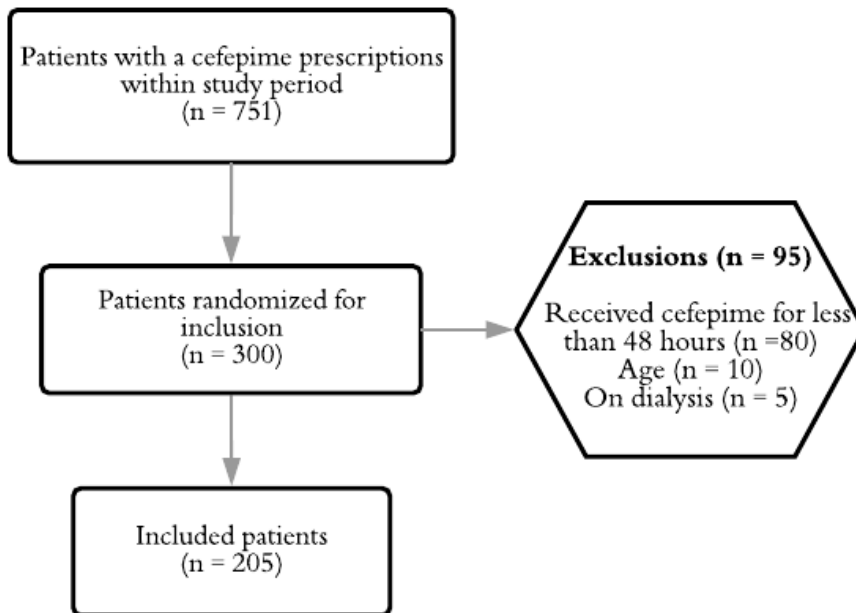 Patients with a cefepime prescriptions
within study period
(n = 751)
Patients randomized for
inclusion
(n = 300)
Exclusions (n = 95)
Received cefepime for less
than 48 hours (n =80)
Age (n = 10)
On dialysis (n = 5)
Included patients
(n = 205)